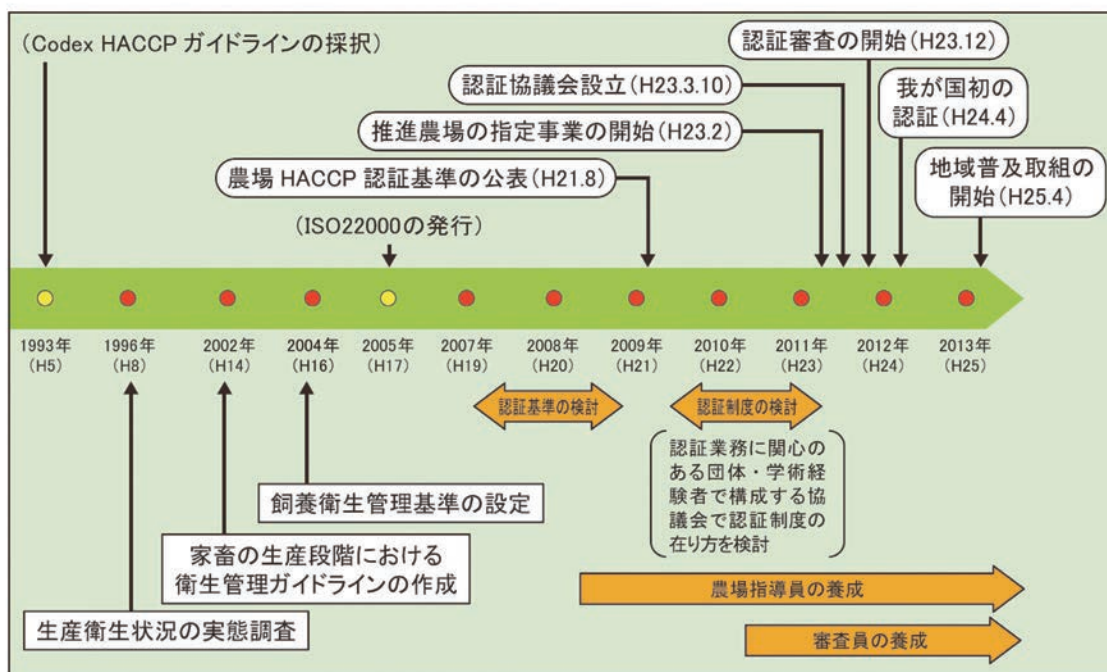 (Codex HACCP ガイドラインの採択)
認証審査の開始(H23.12)
認証協議会設立(H23.3.10)
我が国初の
認証(H24.4)
推進農場の指定事業の開始(H23.2)
農場 HACCP 認証基準の公表(H21.8)
地域普及取組の
開始(H25.4)
(ISO22000の発行)
1993年 1996年 2002年 2004年 2005年 2007年 2008年 2009年 2010年 2011年 2012年 2013年
(H5) (H8) (H14) (H16) (H17) (H19) (H20) (H21) (H22) (H23) (H24) (H25)
認証基準の検討 認証制度の検討
認証業務に関心の
ある団体・学術経
験者で構成する協
議会で認証制度の
在り方を検討
飼養衛生管理基準の設定
家畜の生産段階における
衛生管理ガイドラインの作成
生産衛生状況の実態調査
農場指導員の養成
審査員の養成